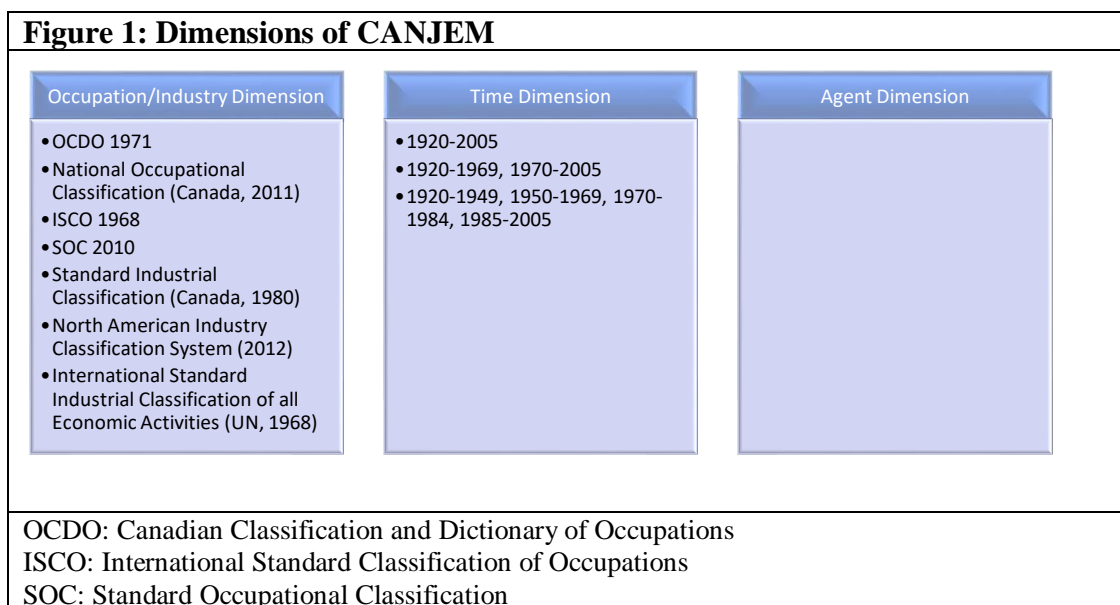 Figure 1: Dimensions of CANJEM
Occupation/Industry Dimension
•OCDO 1971
•National Occupational
Classification (Canada, 2011)
•ISCO 1968
•SOC 2010
•Standard Industrial
Classification (Canada, 1980)
•North American Industry
Classification System (2012)
•International Standard
Industrial Classification of all
Economic Activities (UN, 1968)
Time Dimension
•1920-2005
•1920-1969, 1970-2005
•1920-1949, 1950-1969, 1970-
1984, 1985-2005
Agent Dimension
OCDO: Canadian Classification and Dictionary of Occupations
ISCO: International Standard Classification of Occupations
SOC: Standard Occupational Classification